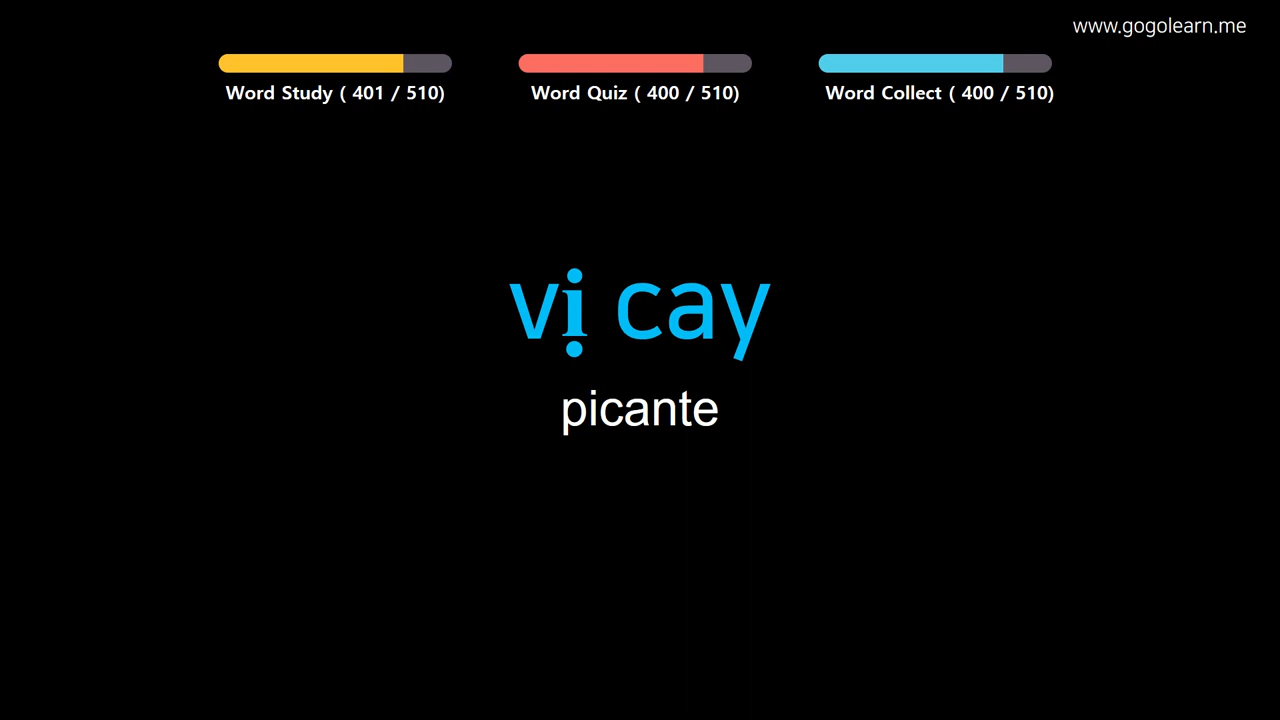 www.gogolearn.me
Word Study ( 401 / 510)
Word Quiz ( 400 / 510)
Word Collect ( 400 / 510)
vị cay
picante